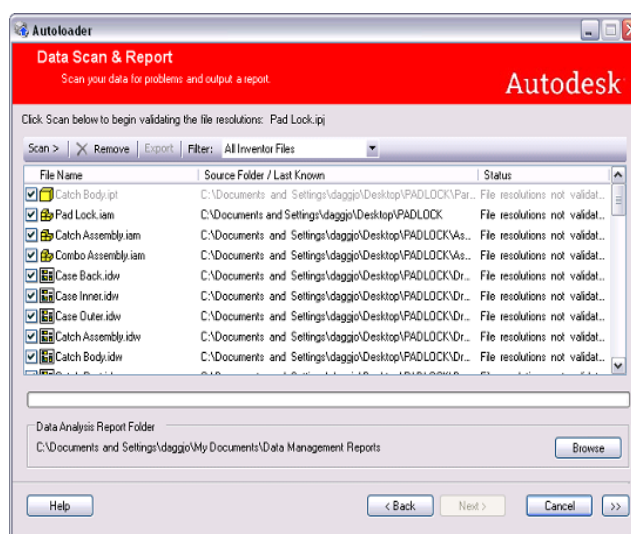 Autoloader
Data Scan & Report
Scan your data for problems and output a report.
Autodesk
Click Scan below to begin validating the file resolutions: Pad Lock.ipj
Scan > Remove Export Filter: All Inventor Files
File Name Source Folder / Last Known Status
Catch Body.ipt C:\Documents and Settings\daggjo\Desktop\PADLOCK\Par... File resolutions not validat...
Pad Lock.iam C:\Documents and Settings\daggjo\Desktop\PADLOCK File resolutions not validat...
Catch Assembly.iam C:\Documents and Settings\daggjo\Desktop\PADLOCK\As... File resolutions not validat...
Combo Assembly.iam C:\Documents and Settings\daggjo\Desktop\PADLOCK\As... File resolutions not validat...
Case Back.idw C:\Documents and Settings\daggjo\Desktop\PADLOCK\Dr... File resolutions not validat...
Case Inner.idw C:\Documents and Settings\daggjo\Desktop\PADLOCK\Dr... File resolutions not validat...
Case Outer.idw C:\Documents and Settings\daggjo\Desktop\PADLOCK\Dr... File resolutions not validat...
Catch Assembly.idw C:\Documents and Settings\daggjo\Desktop\PADLOCK\Dr... File resolutions not validat...
Catch Body.idw C:\Documents and Settings\daggjo\Desktop\PADLOCK\Dr... File resolutions not validat...
Data Analysis Report Folder
C:\Documents and Settings\daggjo\My Documents\Data Management Reports Browse
Help < Back Next > Cancel >>